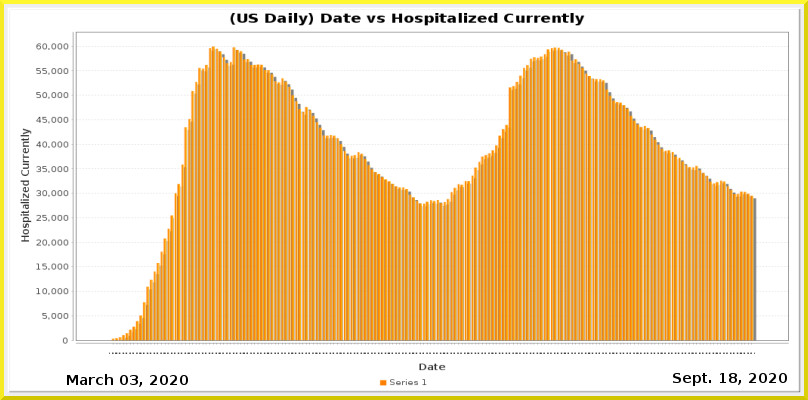 (US Daily) Date vs Hospitalized Currently
60,000
55,000
50,000
45,000
40,000
35,000
30,000
25,000
20,000
15,000
10,000
5,000
0
Hospitalized Currently
Date
March 03, 2020
Series 1
Sept. 18, 2020